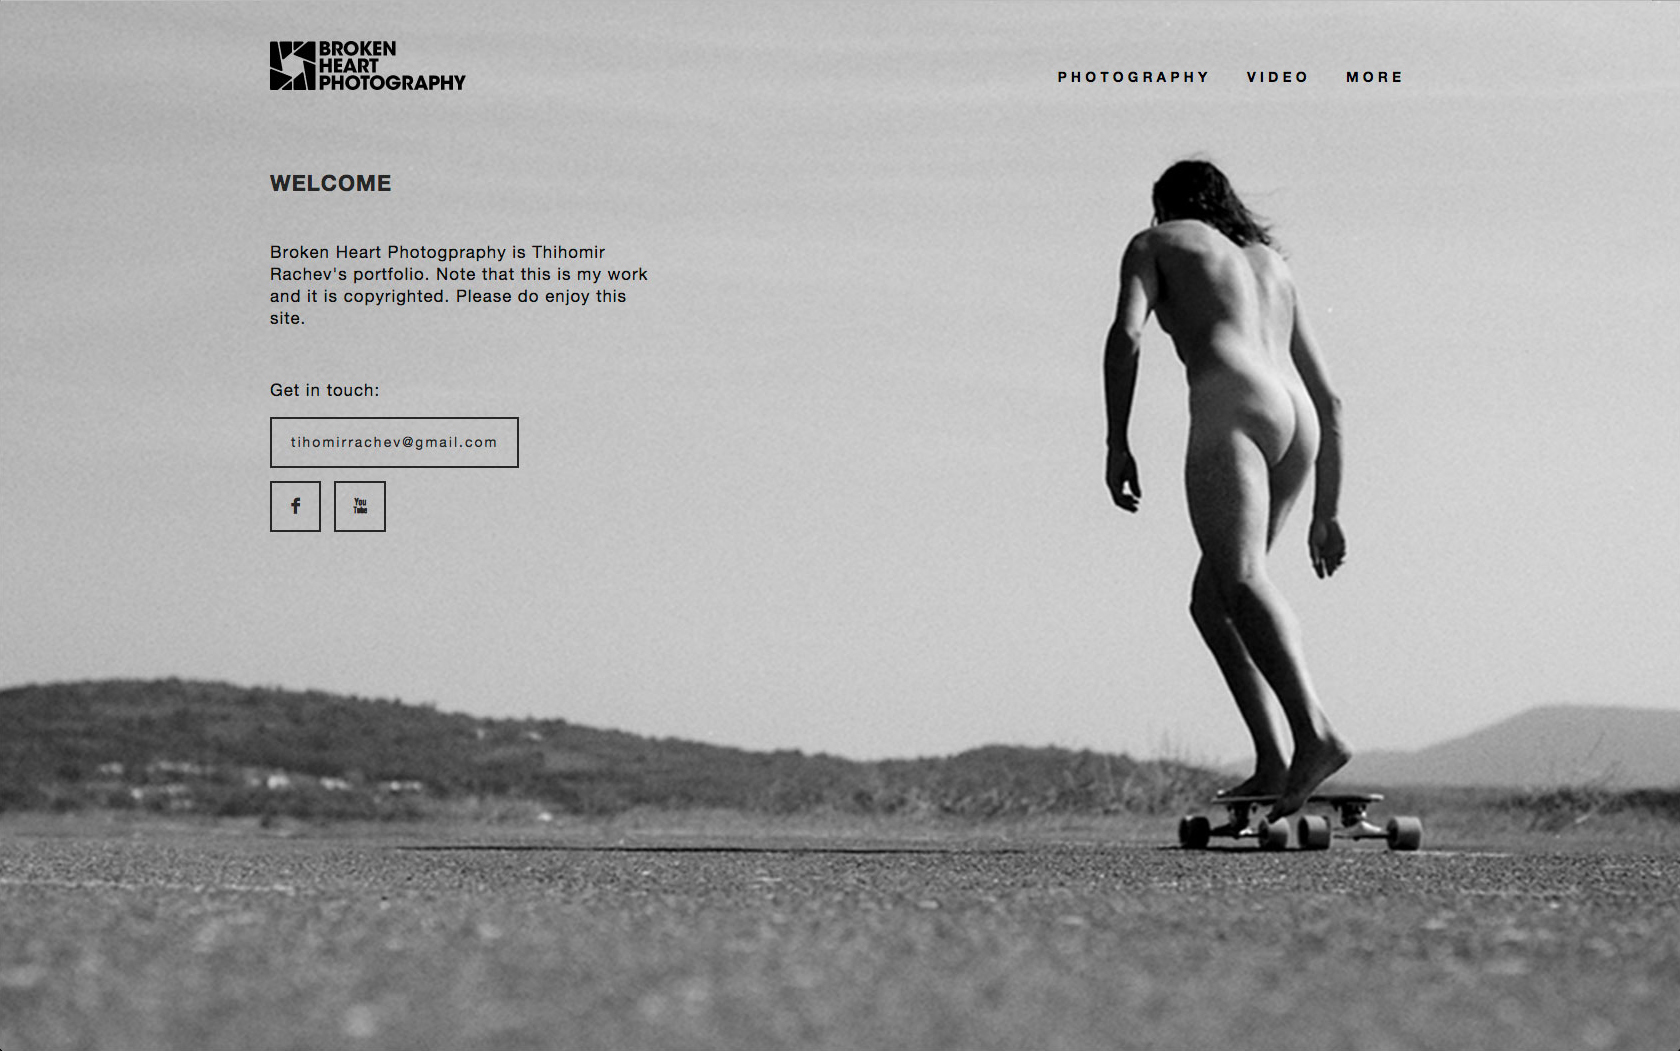 BROKEN
HEART
PHOTOGRAPHY
PHOTOGRAPHY VIDEO MORE
WELCOME
Broken Heart Photogpraphy is Thihomir
Rachev's portfolio. Note that this is my work
and it is copyrighted. Please do enjoy this
site.
Get in touch:
tihomirrachev@gmail.com
f
You
Tube